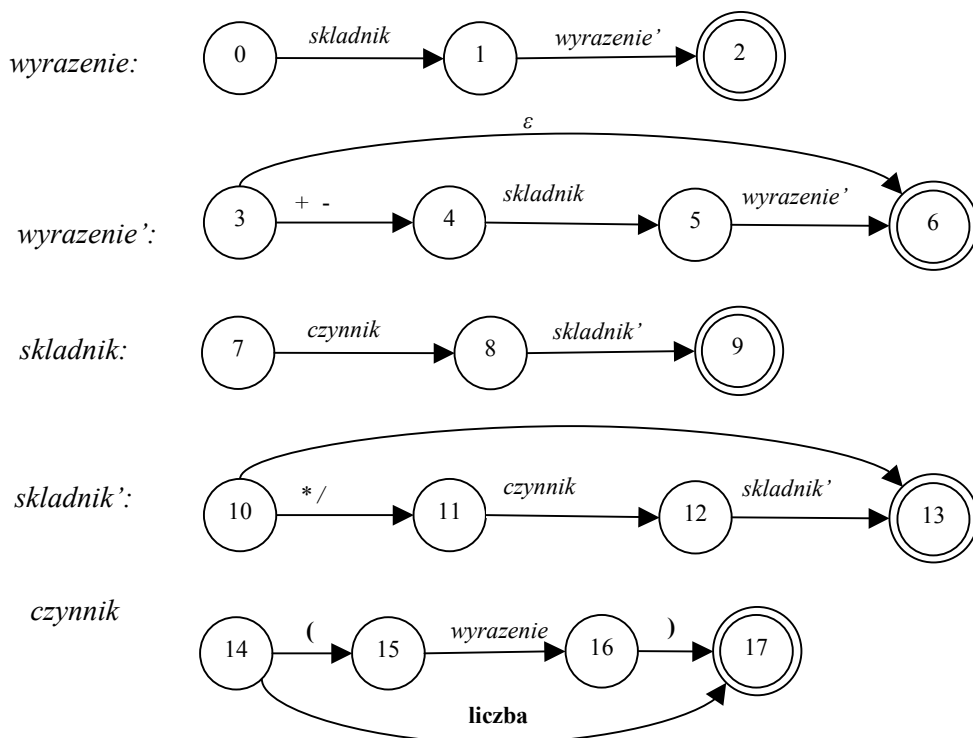 wyrazenie: 0 skladnik 1 wyrazenie’ 2
ε
wyrazenie’: 3 + - 4 skladnik 5 wyrazenie’ 6
skladnik: 7 czynnik 8 skladnik’ 9
skladnik’: 10 * / 11 czynnik 12 skladnik’ 13
czynnik
14 ( 15 wyrazenie 16 ) 17
liczba